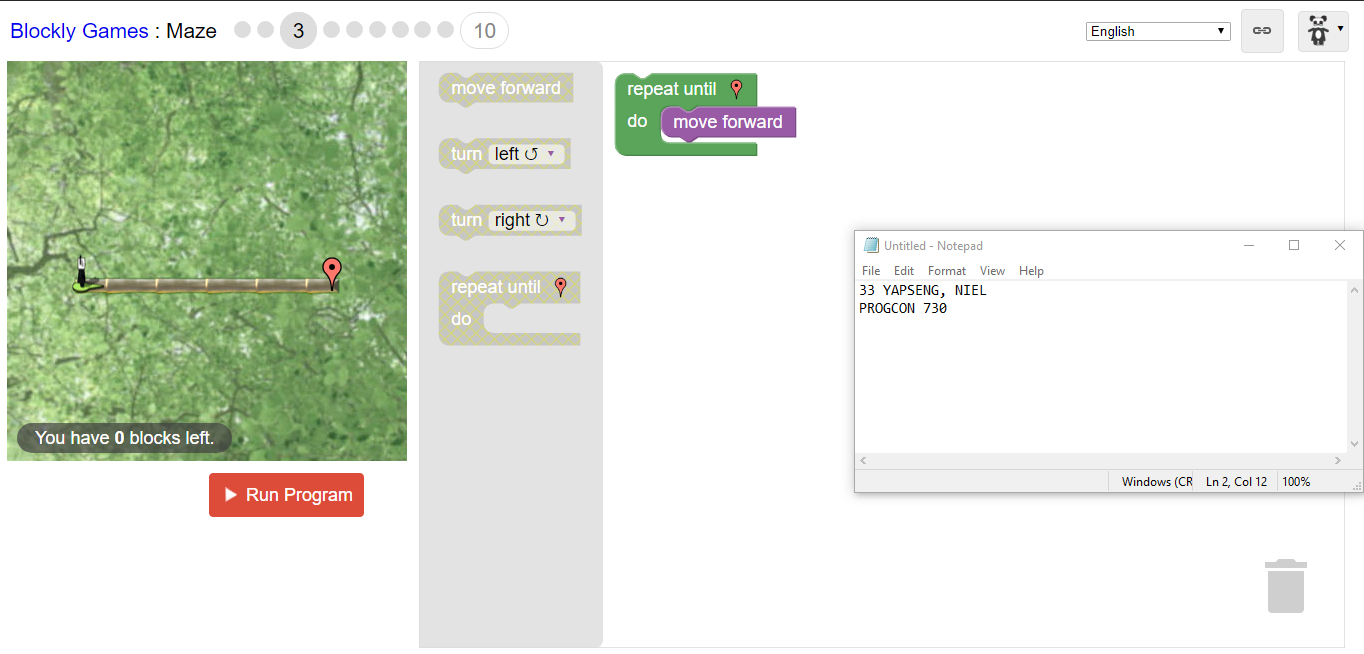 Blockly Games : Maze 3 10
English
You have 0 blocks left.
Run Program
move forward
turn left ↺
turn right ↻
repeat until
do
repeat until
do move forward
Untitled - Notepad
File Edit Format View Help
33 YAPSENG, NIEL
PROGCON 730
Windows (CR Ln 2, Col 12 100%